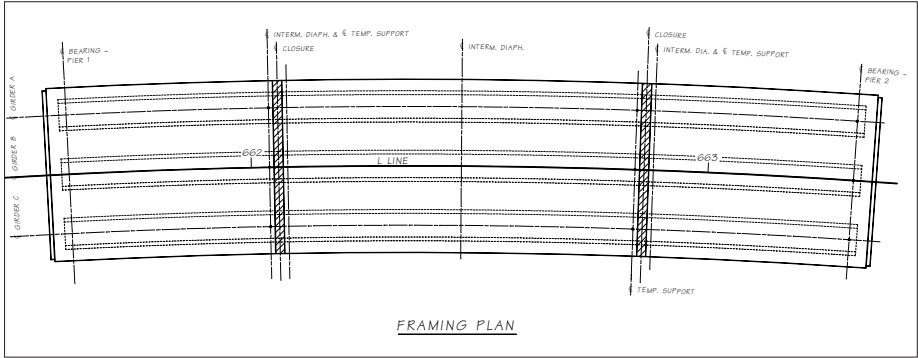 ℄ INTERM. DIAPH. & ℄ TEMP. SUPPORT
℄ CLOSURE
℄ CLOSURE
℄ INTERM. DIAPH.
℄ INTERM. DIA. & ℄ TEMP. SUPPORT
℄ BEARING –
PIER 1
℄ BEARING –
PIER 2
℄ GIRDER A
℄ GIRDER B
℄ GIRDER C
662
L LINE
663
℄ TEMP. SUPPORT
FRAMING PLAN